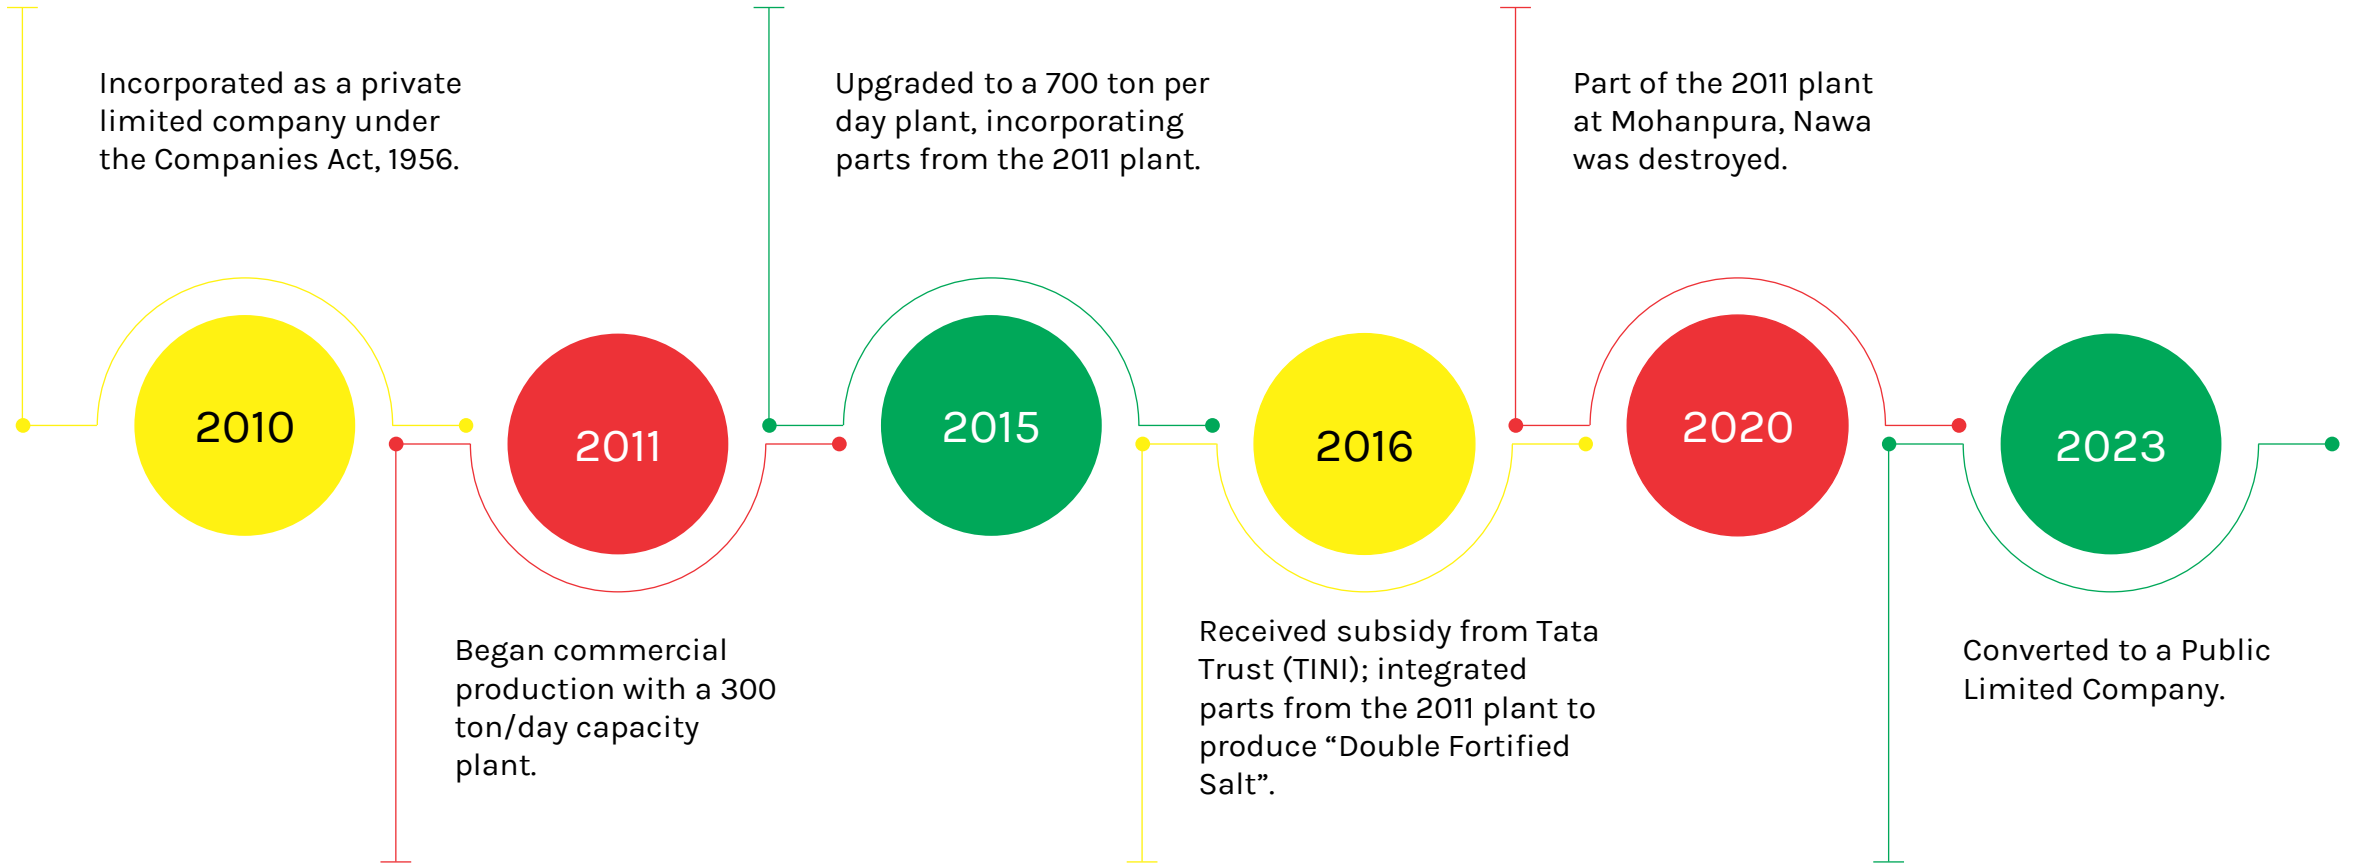 Incorporated as a private
limited company under
the Companies Act, 1956.
2010
2011
Began commercial
production with a 300
ton/day capacity
plant.
Upgraded to a 700 ton per
day plant, incorporating
parts from the 2011 plant.
2015
2016
Received subsidy from Tata
Trust (TINI); integrated
parts from the 2011 plant to
produce “Double Fortified
Salt”.
Part of the 2011 plant
at Mohanpura, Nawa
was destroyed.
2020
2023
Converted to a Public
Limited Company.